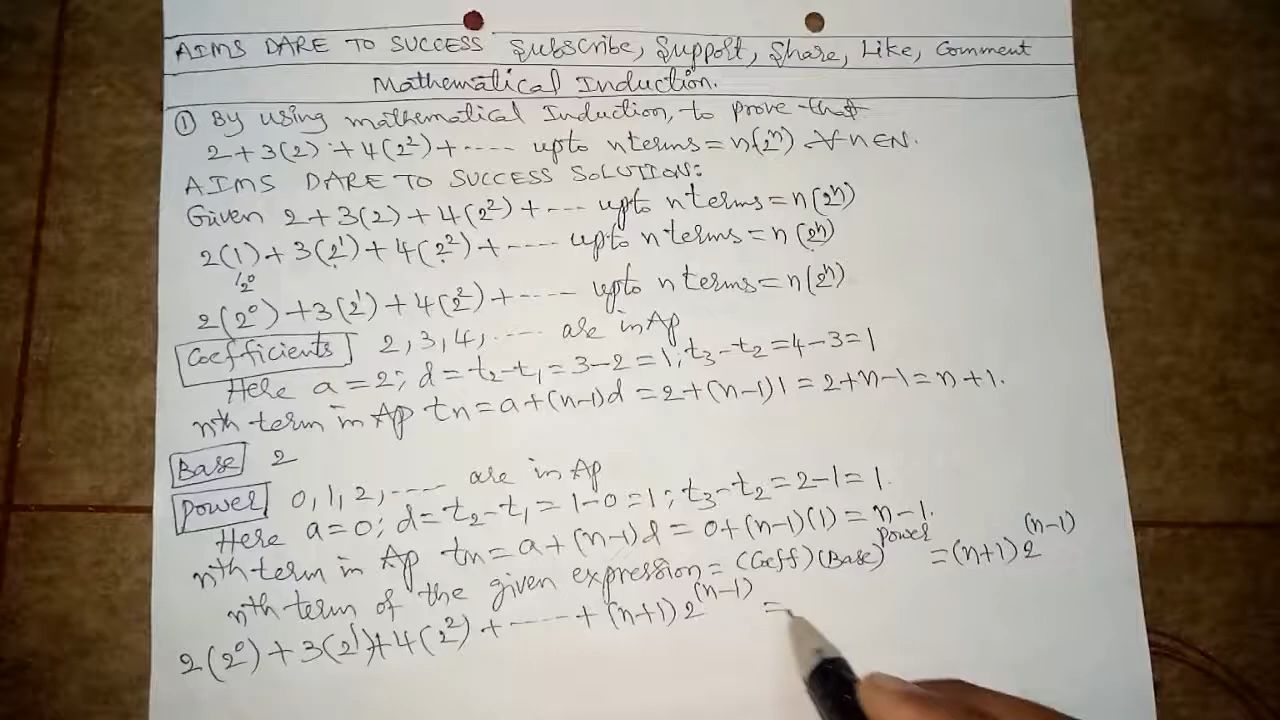 AIMS DARE TO SUCCESS Subscribe, Support, Share, Like, Comment
Mathematical Induction.
① By using mathematical Induction, to prove that
2+3(2)+4(2²)+..... upto n terms = n(2ⁿ) ∀ n∈N.
AIMS DARE TO SUCCESS SOLUTION:
Given 2+3(2)+4(2²)+.... upto n terms = n(2ⁿ)
2(1)+3(2¹)+4(2²)+..... upto n terms = n(2ⁿ)
2⁰
2(2⁰)+3(2¹)+4(2²)+..... upto n terms = n(2ⁿ)
Coefficients 2,3,4,..... are in Ap
Here a=2; d=t₂-t₁=3-2=1; t₃-t₂=4-3=1
nth term in Ap tn=a+(n-1)d=2+(n-1)1=2+n-1=n+1.
Base 2
Power 0,1,2,..... are in Ap
Here a=0; d=t₂-t₁=1-0=1; t₃-t₂=2-1=1.
nth term in Ap tn=a+(n-1)d=0+(n-1)(1)=n-1.
nth term of the given expression=(Coeff)(Base)^Power =(n+1)2^(n-1)
2(2⁰)+3(2¹)+4(2²)+.....+(n+1)2^(n-1) =